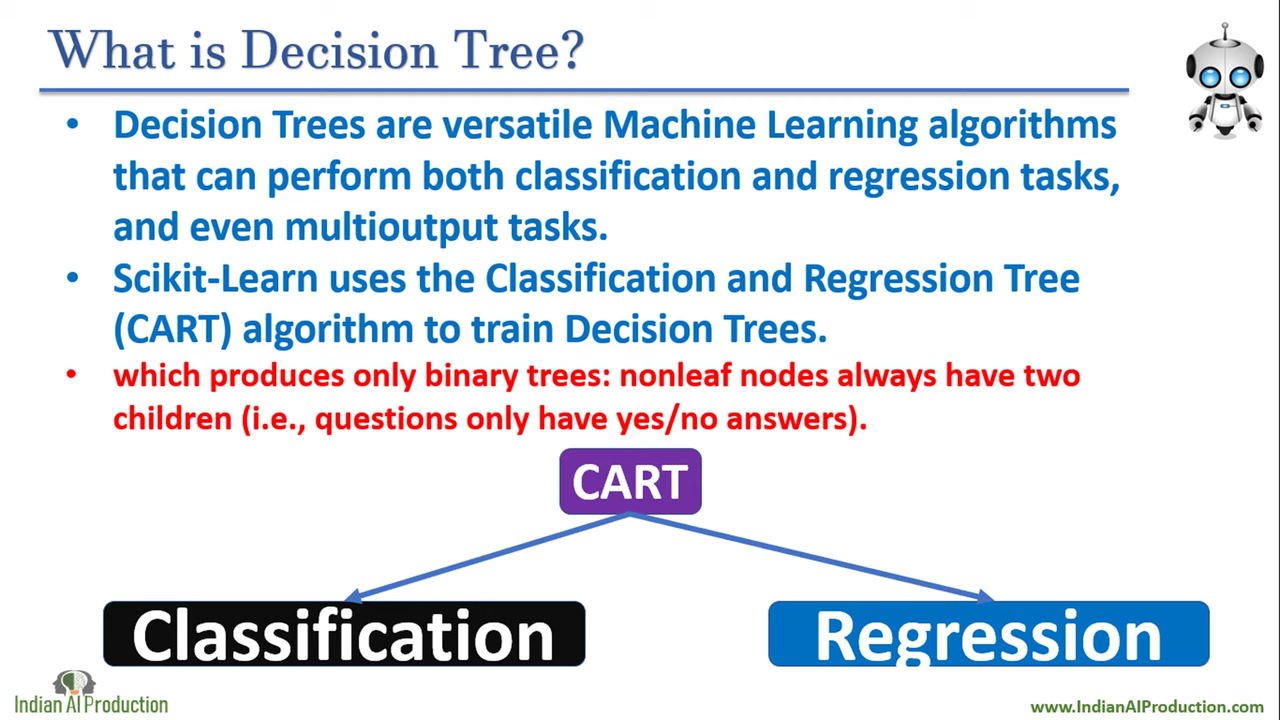 What is Decision Tree?
• Decision Trees are versatile Machine Learning algorithms
that can perform both classification and regression tasks,
and even multioutput tasks.
• Scikit-Learn uses the Classification and Regression Tree
(CART) algorithm to train Decision Trees.
• which produces only binary trees: nonleaf nodes always have two
children (i.e., questions only have yes/no answers).
CART
Classification
Regression
Indian AI Production
www.IndianAIProduction.com